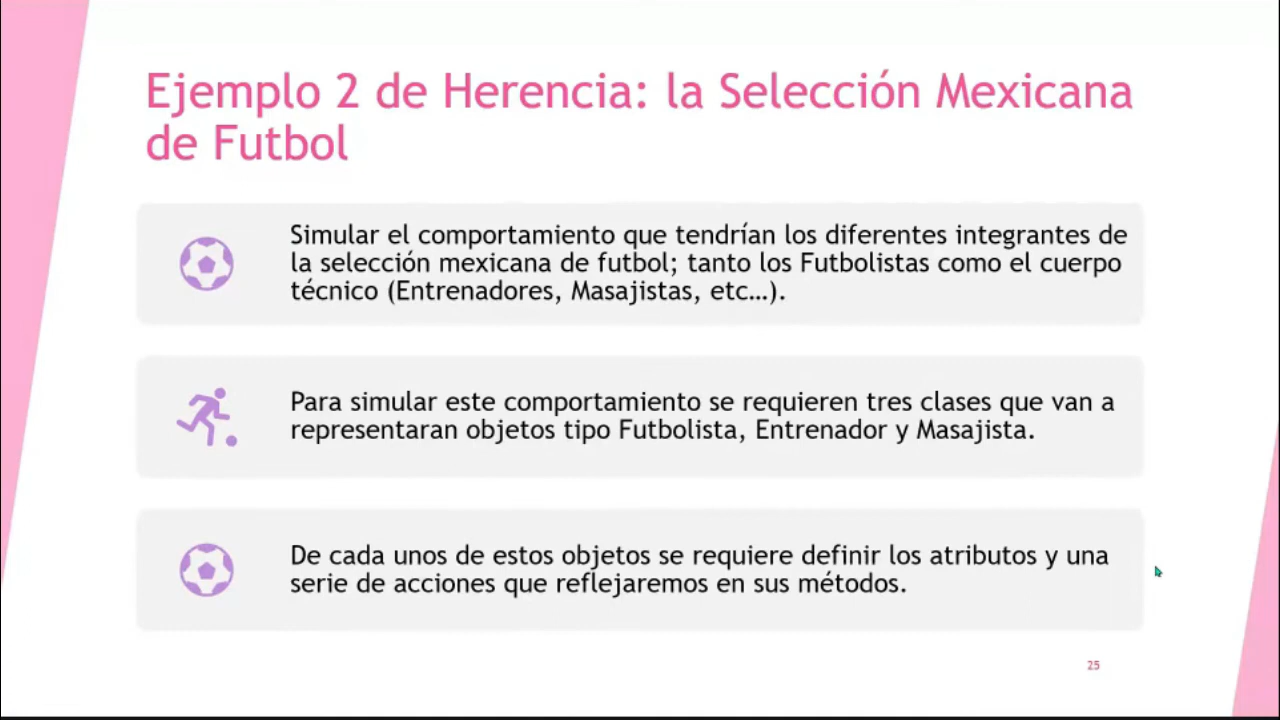 Ejemplo 2 de Herencia: la Selección Mexicana
de Futbol
Simular el comportamiento que tendrían los diferentes integrantes de
la selección mexicana de futbol; tanto los Futbolistas como el cuerpo
técnico (Entrenadores, Masajistas, etc…).
Para simular este comportamiento se requieren tres clases que van a
representaran objetos tipo Futbolista, Entrenador y Masajista.
De cada unos de estos objetos se requiere definir los atributos y una
serie de acciones que reflejaremos en sus métodos.
25